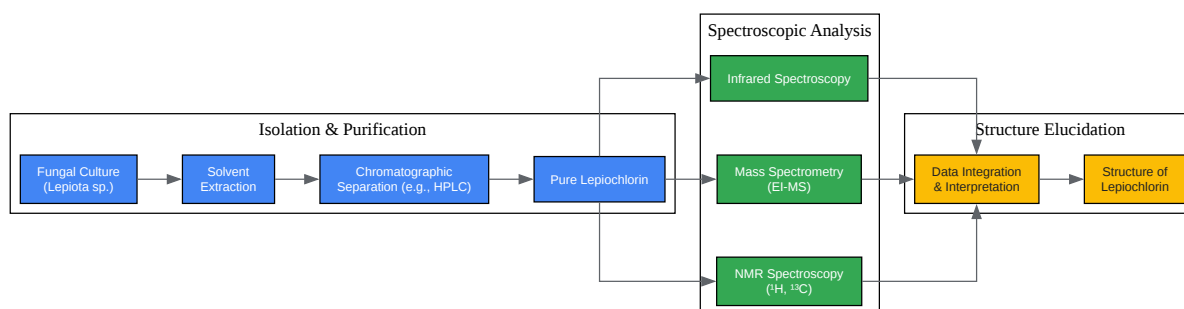 Isolation & Purification
Fungal Culture
(Lepiota sp.)
Solvent
Extraction
Chromatographic
Separation (e.g., HPLC)
Pure Lepiochlorin
Spectroscopic Analysis
Infrared Spectroscopy
Mass Spectrometry
(EI-MS)
NMR Spectroscopy
(¹H, ¹³C)
Structure Elucidation
Data Integration
& Interpretation
Structure of
Lepiochlorin